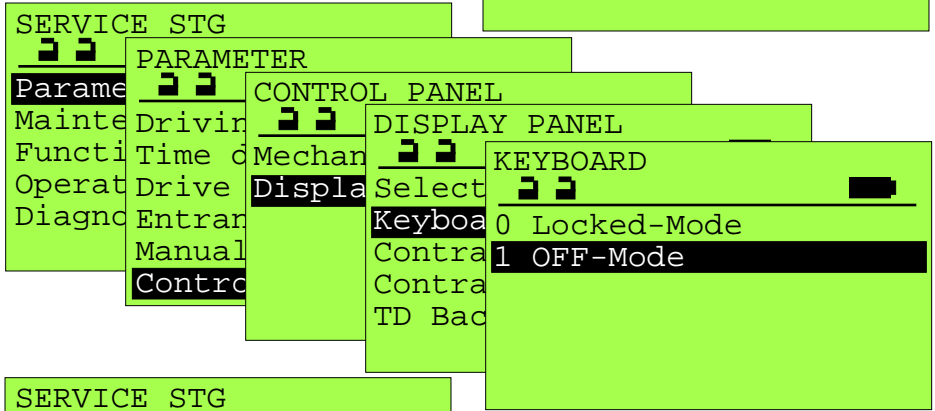 SERVICE STG
Parame
Mainte
Functi
Operat
Diagno
PARAMETER
Drivin
Time d
Drive
Entran
Manual
Contro
CONTROL PANEL
Mechan
Displa
DISPLAY PANEL
Select
Keyboa
Contra
Contra
TD Bac
KEYBOARD
0 Locked-Mode
1 OFF-Mode
SERVICE STG